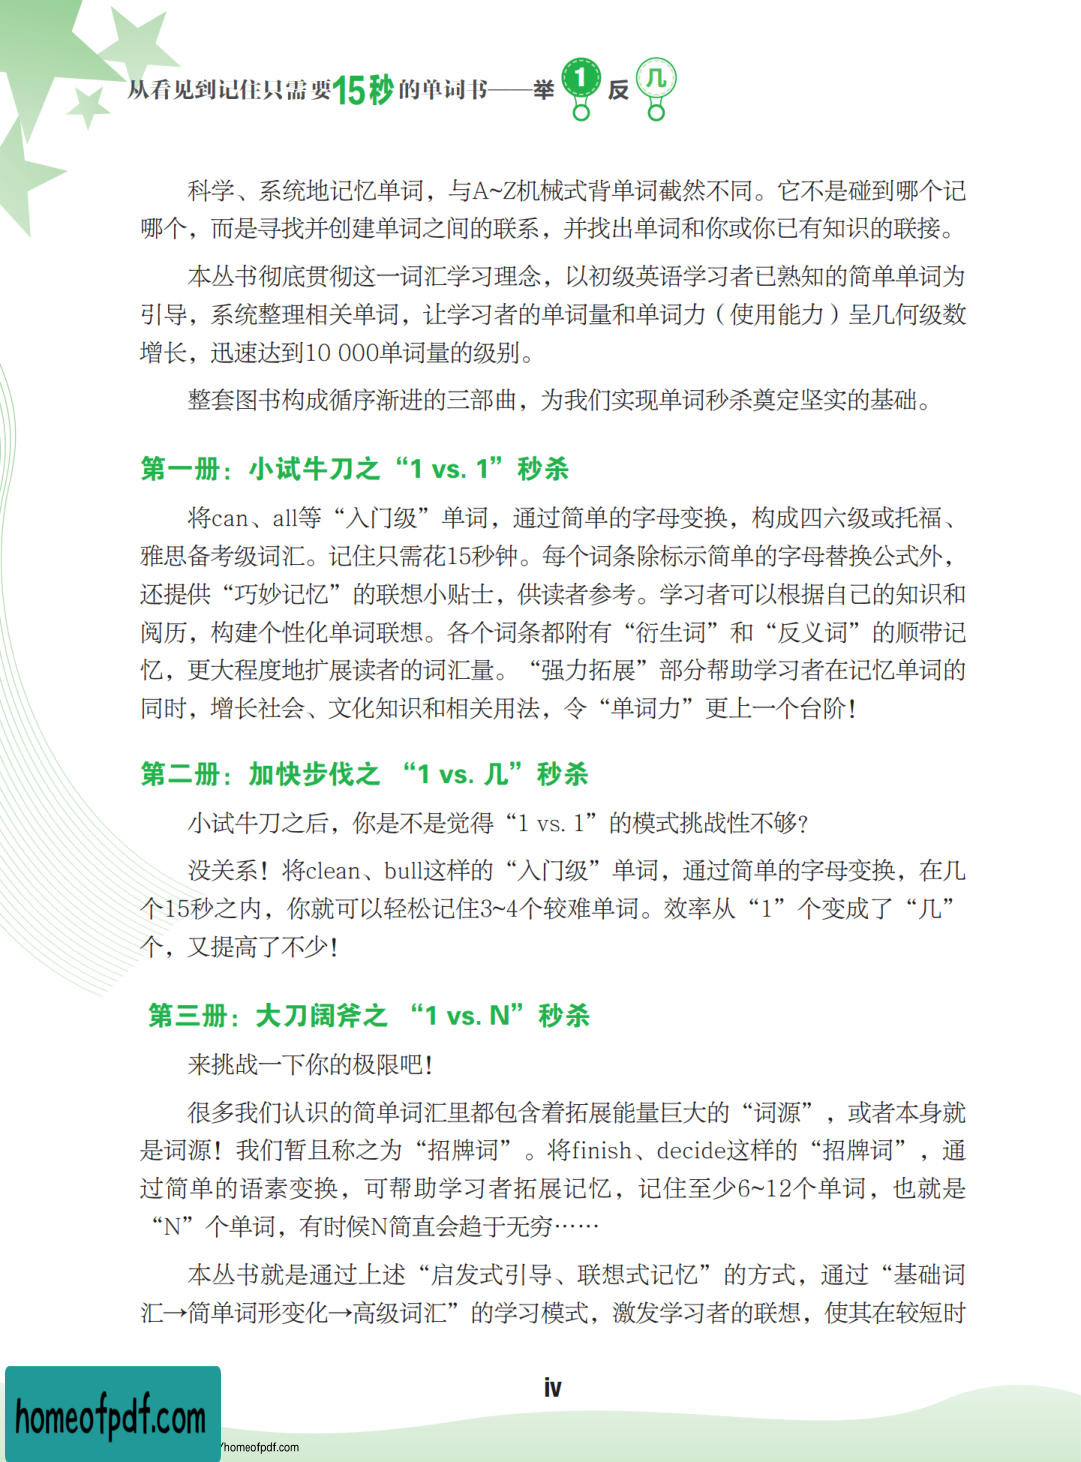 从看见到记住只需要15秒的单词书——举1反几
科学、系统地记忆单词，与A~Z机械式背单词截然不同。它不是碰到哪个记
哪个，而是寻找并创建单词之间的联系，并找出单词和你或你已有知识的联接。
本丛书彻底贯彻这一词汇学习理念，以初级英语学习者已熟知的简单单词为
引导，系统整理相关单词，让学习者的单词量和单词力（使用能力）呈几何级数
增长，迅速达到10 000单词量的级别。
整套图书构成循序渐进的三部曲，为我们实现单词秒杀奠定坚实的基础。
第一册：小试牛刀之“1 vs. 1”秒杀
将can、all等“入门级”单词，通过简单的字母变换，构成四六级或托福、
雅思备考级词汇。记住只需花15秒钟。每个词条除标示简单的字母替换公式外，
还提供“巧妙记忆”的联想小贴士，供读者参考。学习者可以根据自己的知识和
阅历，构建个性化单词联想。各个词条都附有“衍生词”和“反义词”的顺带记
忆，更大程度地扩展读者的词汇量。“强力拓展”部分帮助学习者在记忆单词的
同时，增长社会、文化知识和相关用法，令“单词力”更上一个台阶！
第二册：加快步伐之 “1 vs. 几”秒杀
小试牛刀之后，你是不是觉得“1 vs. 1”的模式挑战性不够？
没关系！将clean、bull这样的“入门级”单词，通过简单的字母变换，在几
个15秒之内，你就可以轻松记住3~4个较难单词。效率从“1”个变成了“几”
个，又提高了不少！
第三册：大刀阔斧之 “1 vs. N”秒杀
来挑战一下你的极限吧！
很多我们认识的简单词汇里都包含着拓展能量巨大的“词源”，或者本身就
是词源！我们暂且称之为“招牌词”。将finish、decide这样的“招牌词”，通
过简单的语素变换，可帮助学习者拓展记忆，记住至少6~12个单词，也就是
“N”个单词，有时候N简直会趋于无穷……
本丛书就是通过上述“启发式引导、联想式记忆”的方式，通过“基础词
汇→简单词形变化→高级词汇”的学习模式，激发学习者的联想，使其在较短时
iv
homeofpdf.com
/homeofpdf.com